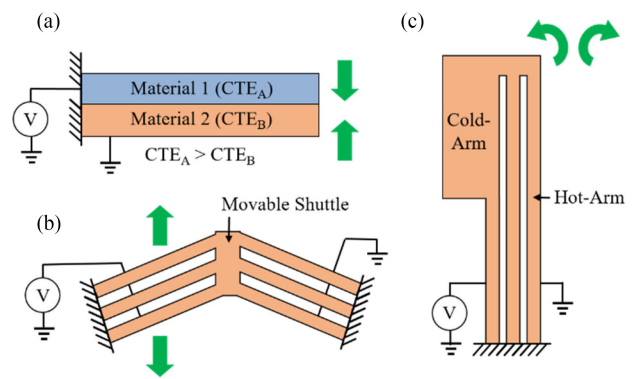 (a)
Material 1 (CTE_A)
V
Material 2 (CTE_B)
CTE_A > CTE_B
(b)
Movable Shuttle
V
(c)
Cold-
Arm
Hot-Arm
V